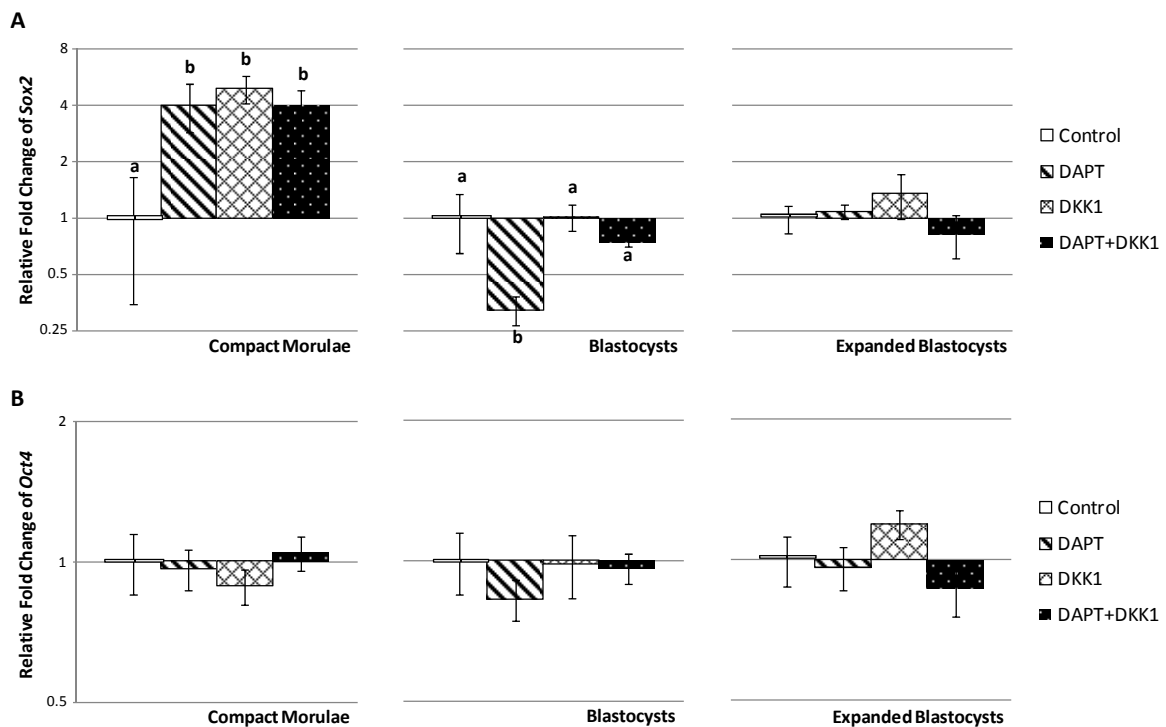 A
Relative Fold Change of Sox2
8
4
2
1
0.5
0.25
a
b
b
b
Compact Morulae
a
b
a
a
Blastocysts
Expanded Blastocysts
Control
DAPT
DKK1
DAPT+DKK1
B
Relative Fold Change of Oct4
2
1
0.5
Compact Morulae
Blastocysts
Expanded Blastocysts
Control
DAPT
DKK1
DAPT+DKK1